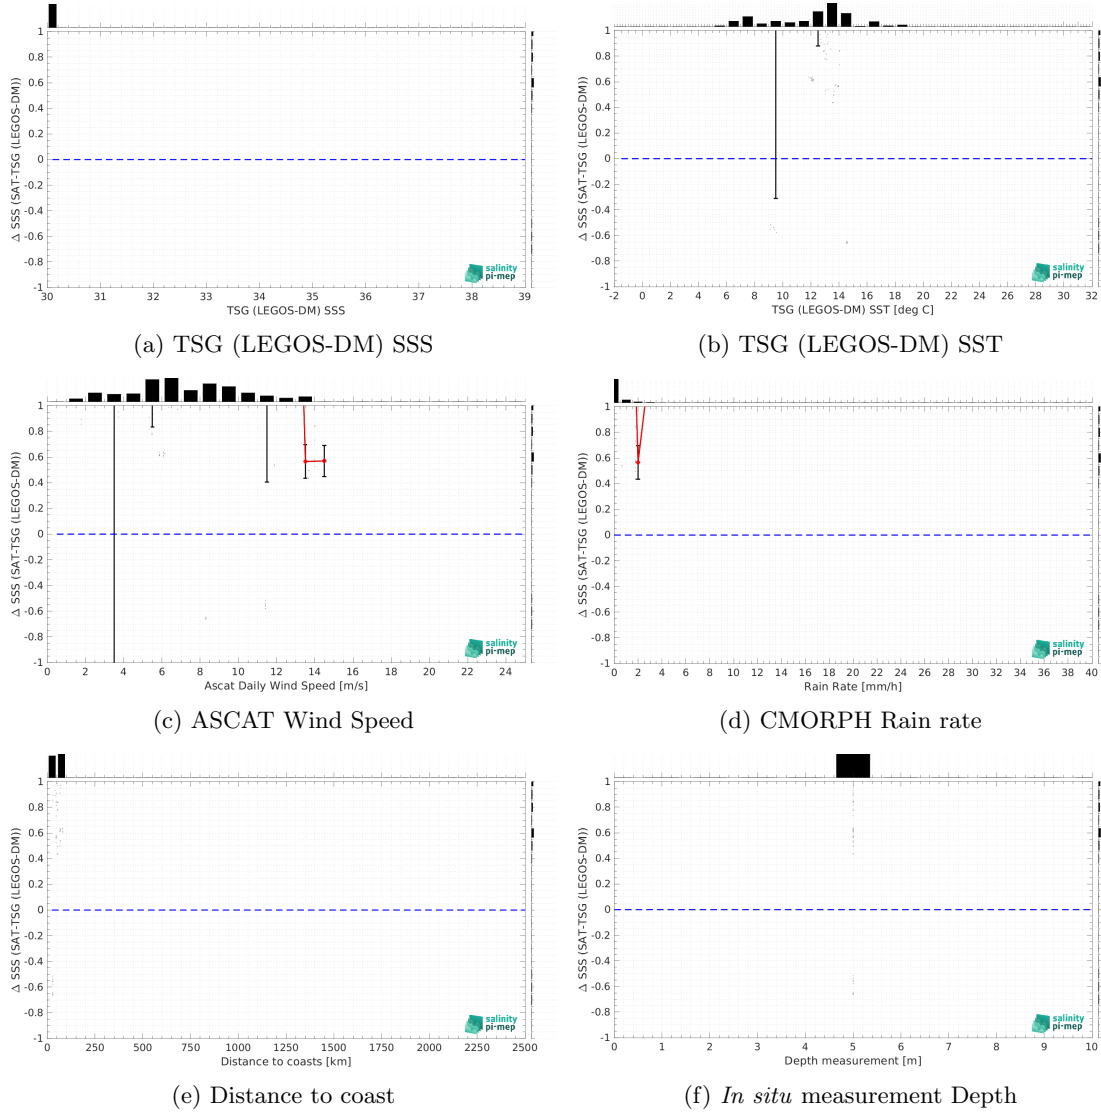 1
0.8
0.6
0.4
0.2
0
-0.2
-0.4
-0.6
-0.8
-1
Δ SSS (SAT-TSG (LEGOS-DM))
30 31 32 33 34 35 36 37 38 39
TSG (LEGOS-DM) SSS
salinity
pi-mep
(a) TSG (LEGOS-DM) SSS
1
0.8
0.6
0.4
0.2
0
-0.2
-0.4
-0.6
-0.8
-1
Δ SSS (SAT-TSG (LEGOS-DM))
-2 0 2 4 6 8 10 12 14 16 18 20 22 24 26 28 30 32
TSG (LEGOS-DM) SST [deg C]
salinity
pi-mep
(b) TSG (LEGOS-DM) SST
1
0.8
0.6
0.4
0.2
0
-0.2
-0.4
-0.6
-0.8
-1
Δ SSS (SAT-TSG (LEGOS-DM))
0 2 4 6 8 10 12 14 16 18 20 22 24
Ascat Daily Wind Speed [m/s]
salinity
pi-mep
(c) ASCAT Wind Speed
1
0.8
0.6
0.4
0.2
0
-0.2
-0.4
-0.6
-0.8
-1
Δ SSS (SAT-TSG (LEGOS-DM))
0 2 4 6 8 10 12 14 16 18 20 22 24 26 28 30 32 34 36 38 40
Rain Rate [mm/h]
salinity
pi-mep
(d) CMORPH Rain rate
1
0.8
0.6
0.4
0.2
0
-0.2
-0.4
-0.6
-0.8
-1
Δ SSS (SAT-TSG (LEGOS-DM))
0 250 500 750 1000 1250 1500 1750 2000 2250 2500
Distance to coasts [km]
salinity
pi-mep
(e) Distance to coast
1
0.8
0.6
0.4
0.2
0
-0.2
-0.4
-0.6
-0.8
-1
Δ SSS (SAT-TSG (LEGOS-DM))
0 1 2 3 4 5 6 7 8 9 10
Depth measurement [m]
salinity
pi-mep
(f) In situ measurement Depth